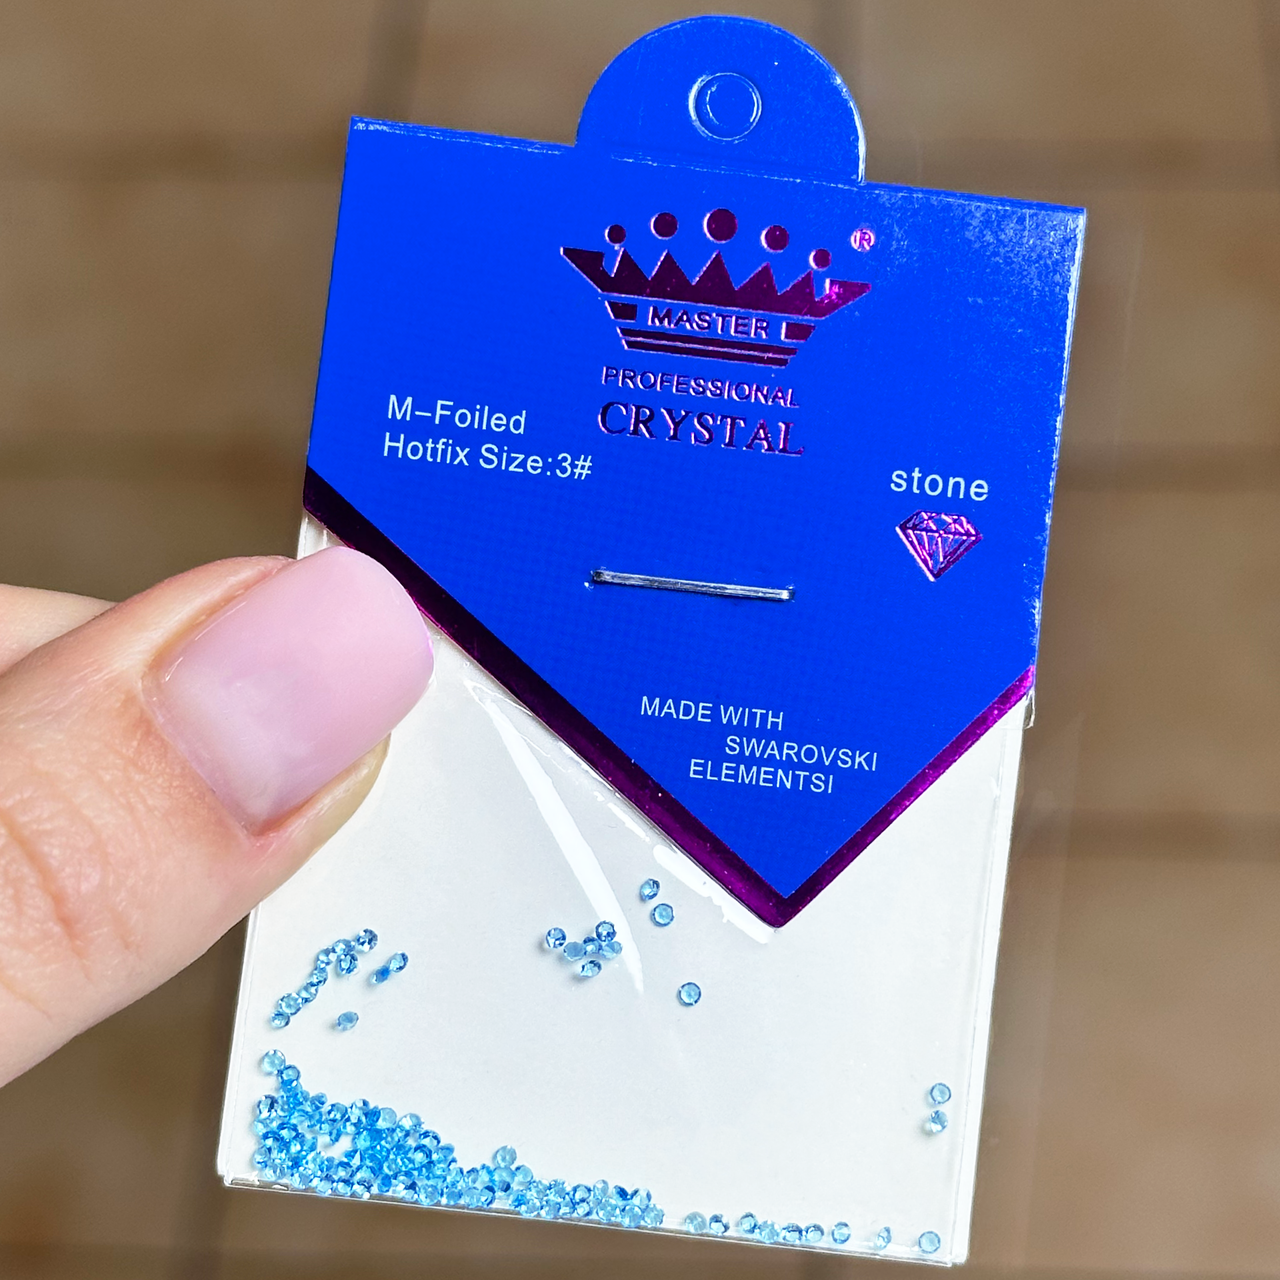 ®
MASTER
PROFESSIONAL
CRYSTAL
M-Foiled
Hotfix Size:3#
stone
MADE WITH
SWAROVSKI
ELEMENTSI